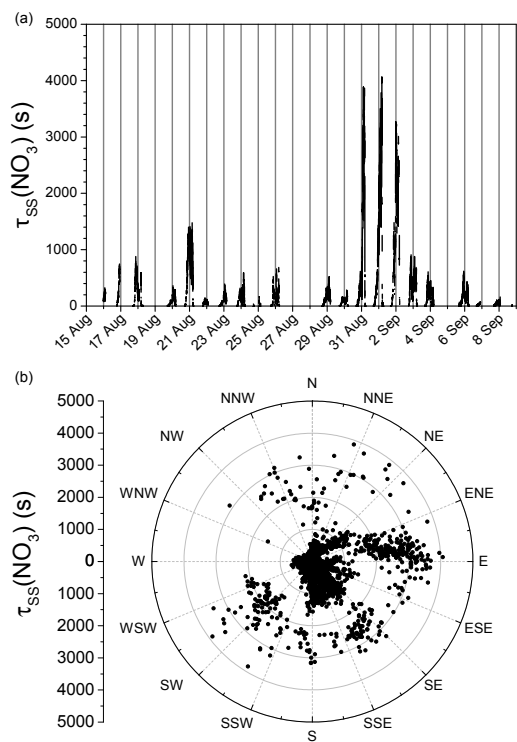 (a)
5000
4000
3000
2000
1000
0
τSS(NO3) (s)
15 Aug
17 Aug
19 Aug
21 Aug
23 Aug
25 Aug
27 Aug
29 Aug
31 Aug
2 Sep
4 Sep
6 Sep
8 Sep
(b)
5000
4000
3000
2000
1000
0
1000
2000
3000
4000
5000
τSS(NO3) (s)
N
NNE
NE
ENE
E
ESE
SE
SSE
S
SSW
SW
WSW
W
WNW
NW
NNW